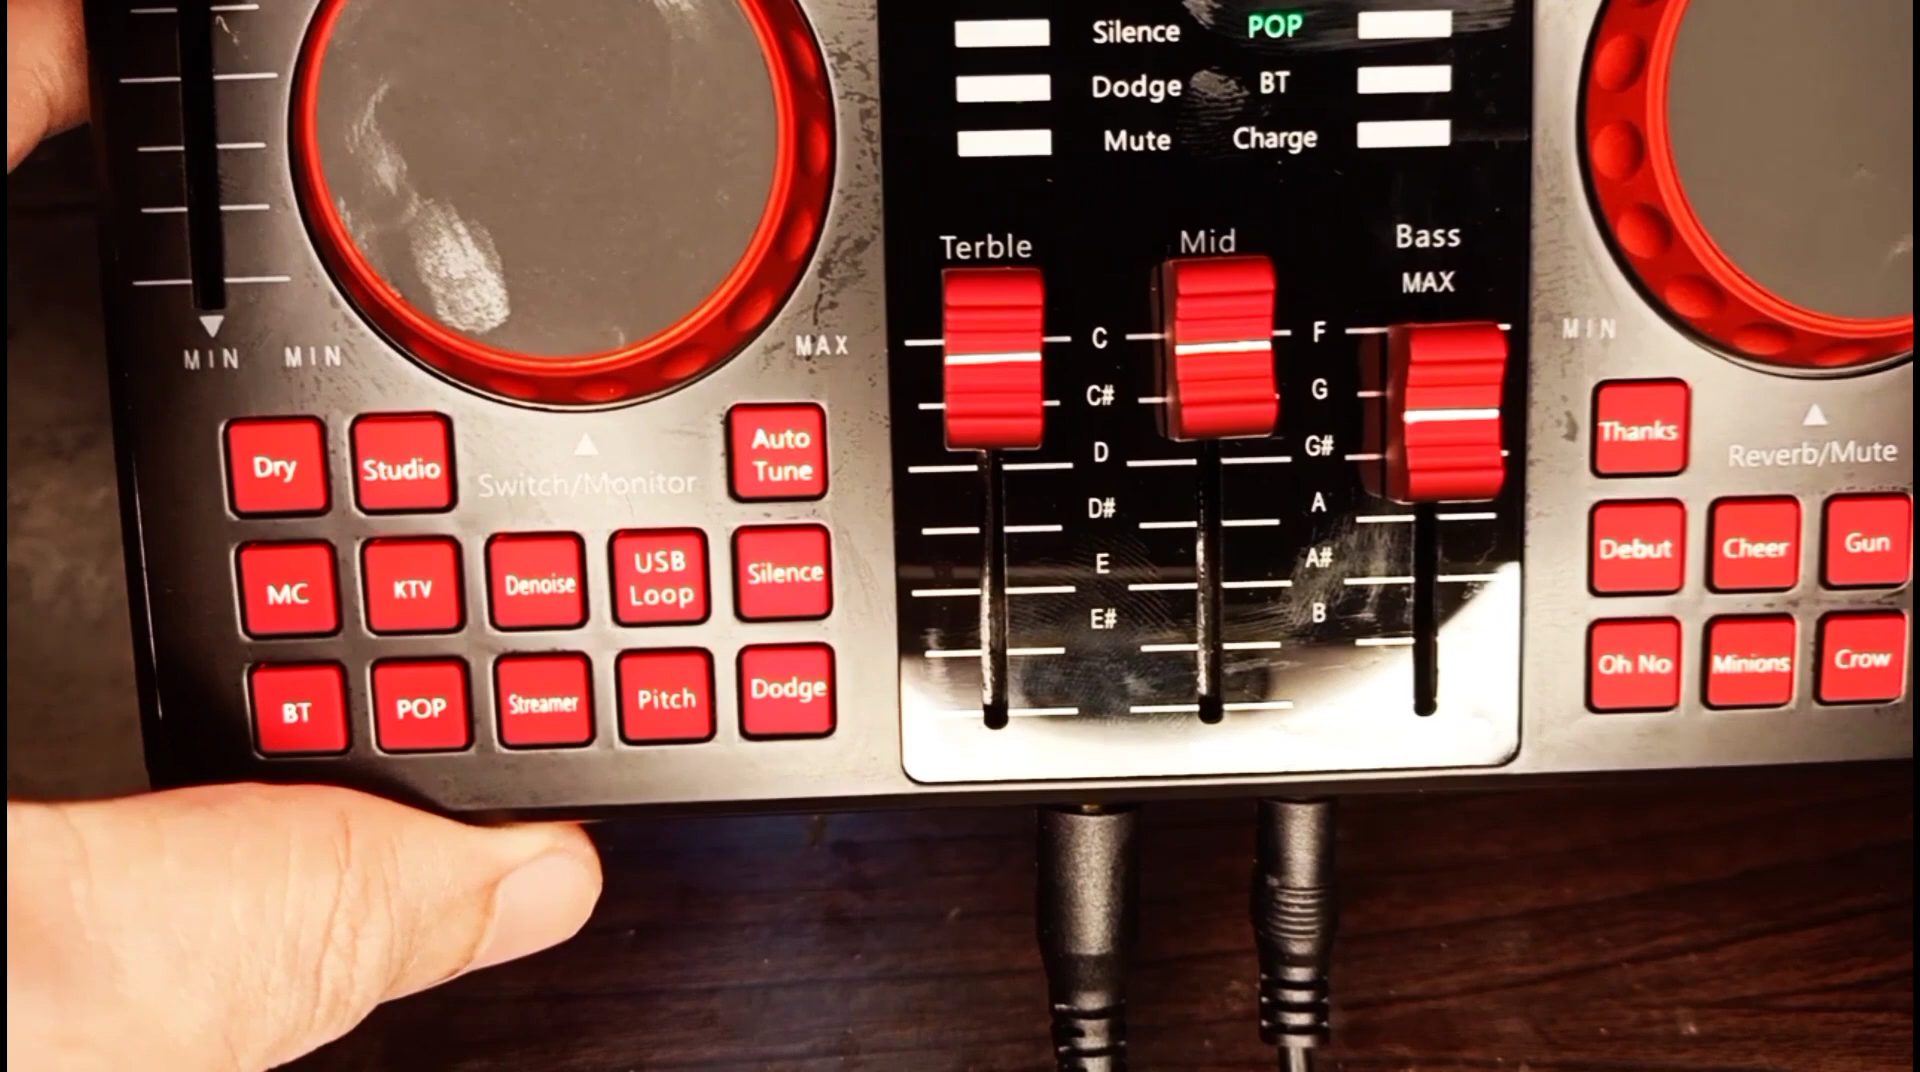 Silence POP
Dodge BT
Mute Charge
Terble Mid Bass
MAX
MIN MIN MAX
C F
C# G
D G#
D# A
E A#
E# B
MIN
Dry Studio
Switch/Monitor
Auto
Tune
MC KTV Denoise
USB
Loop
Silence
BT POP Streamer Pitch Dodge
Thanks
Reverb/Mute
Debut Cheer Gun
Oh No Minions Crow